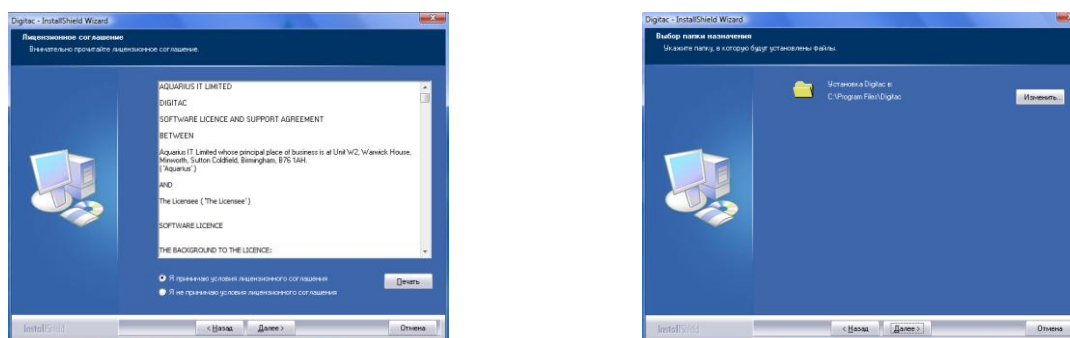 Digitac - InstallShield Wizard
Лицензионное соглашение
Внимательно прочитайте лицензионное соглашение.
AQUARIUS IT LIMITED
DIGITAC
SOFTWARE LICENCE AND SUPPORT AGREEMENT
BETWEEN
Aquarius IT Limited whose principal place of business is at Unit W2, Warwick House,
Minworth, Sutton Coldfield, Birmingham, B76 1AH.
("Aquarius")
AND
The Licensee ("The Licensee")
SOFTWARE LICENCE
THE BACKGROUND TO THE LICENCE:
Я принимаю условия лицензионного соглашения
Я не принимаю условия лицензионного соглашения
Печать
InstallShield
< Назад
Далее >
Отмена
Digitac - InstallShield Wizard
Выбор папки назначения
Укажите папку, в которую будут установлены файлы.
Установка Digitac в:
C:\Program Files\Digitac
Изменить...
InstallShield
< Назад
Далее >
Отмена